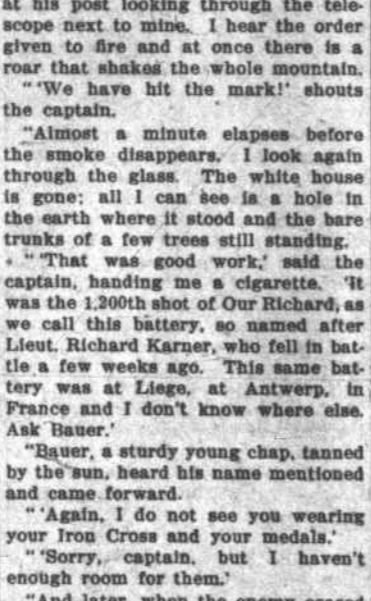 at his post looking through the tele-
scope next to mine. I hear the order
given to fire and at once there is a
roar that shakes the whole mountain.
"'We have hit the mark!' shouts
the captain.
"Almost a minute elapses before
the smoke disappears. I look again
through the glass. The white house
is gone; all I can see is a hole in
the earth where it stood and the bare
trunks of a few trees still standing.
"'That was good work,' said the
captain, handing me a cigarette. 'It
was the 1,200th shot of Our Richard, as
we call this battery, so named after
Lieut. Richard Karner, who fell in bat-
tle a few weeks ago. This same bat-
tery was at Liege, at Antwerp, in
France and I don't know where else.
Ask Bauer.'
"Bauer, a sturdy young chap, tanned
by the sun, heard his name mentioned
and came forward.
"'Again, I do not see you wearing
your Iron Cross and your medals.'
"'Sorry, captain, but I haven't
enough room for them.'
"And later, when the enemy ceased